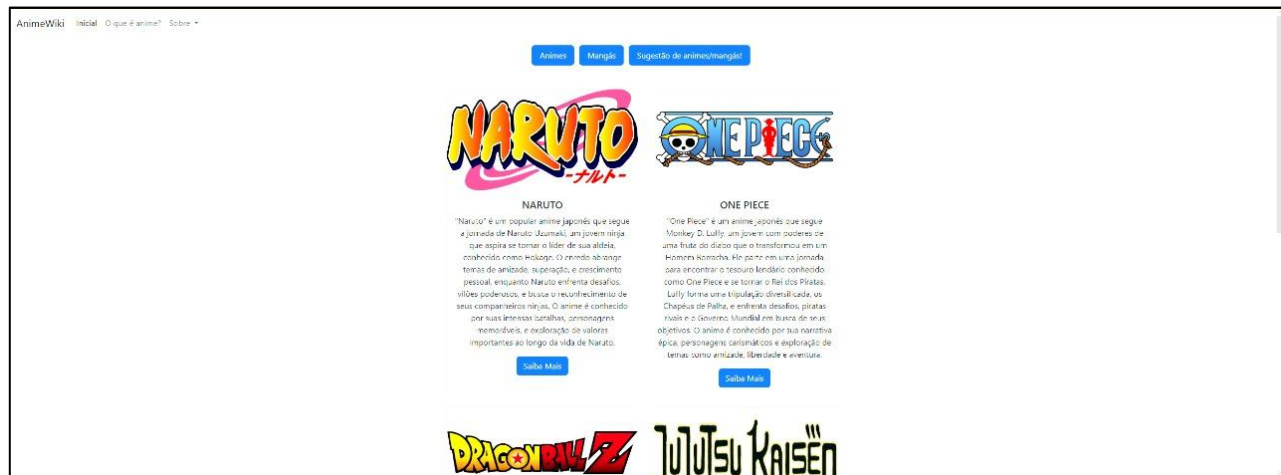 AnimeWiki Inicial O que é anime? Sobre
Animes Mangás Sugestão de animes/mangás!
NARUTO
-ナルト-
ONE PIECE
NARUTO
"Naruto" é um popular anime japonês que segue
a jornada de Naruto Uzumaki, um jovem ninja
que aspira se tornar o líder de sua aldeia,
conhecido como Hokage. O enredo abrange
temas de amizade, superação, e crescimento
pessoal, enquanto Naruto enfrenta desafios,
vilões poderosos, e busca o reconhecimento de
seus companheiros ninjas. O anime é conhecido
por suas intensas batalhas, personagens
memoráveis, e exploração de valores
importantes ao longo da vida de Naruto.
Saiba Mais
ONE PIECE
"One Piece" é um anime japonês que segue
Monkey D. Luffy, um jovem com poderes de
uma fruta do diabo que o transformou em um
Homem Borracha. Ele parte em uma jornada
para encontrar o tesouro lendário conhecido
como One Piece e se tornar o Rei dos Piratas.
Luffy forma uma tripulação diversificada, os
Chapéus de Palha, e enfrenta desafios, piratas
rivais e o Governo Mundial em busca de seus
objetivos. O anime é conhecido por sua narrativa
épica, personagens carismáticos e exploração de
temas como amizade, liberdade e aventura.
Saiba Mais
DRAGON BALL Z
JUJUTSU KAISEN